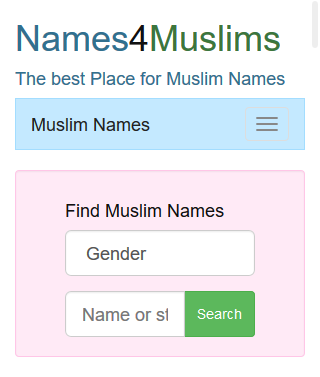 Names4Muslims
The best Place for Muslim Names
Muslim Names
Find Muslim Names
Gender
Name or st
Search